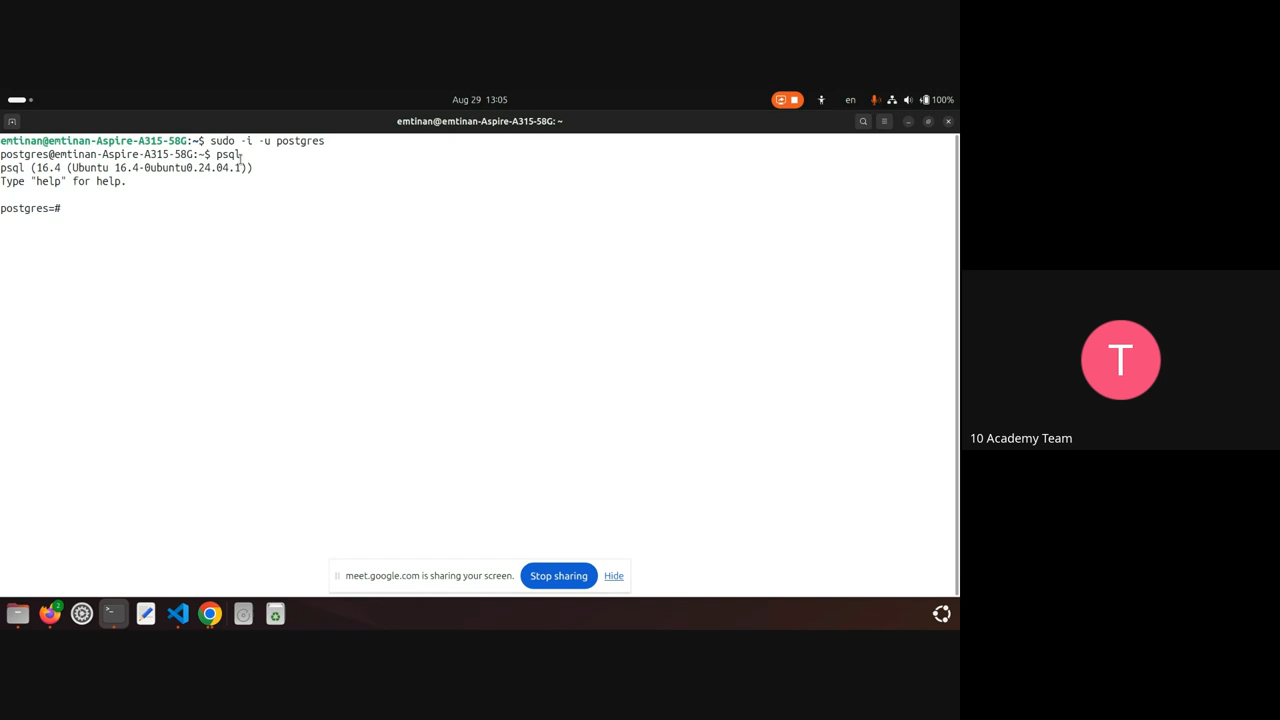 Aug 29 13:05
en
100%
emtinan@emtinan-Aspire-A315-58G: ~
emtinan@emtinan-Aspire-A315-58G:~$ sudo -i -u postgres
postgres@emtinan-Aspire-A315-58G:~$ psql
psql (16.4 (Ubuntu 16.4-0ubuntu0.24.04.1))
Type "help" for help.
postgres=#
T
10 Academy Team
meet.google.com is sharing your screen.
Stop sharing
Hide
2